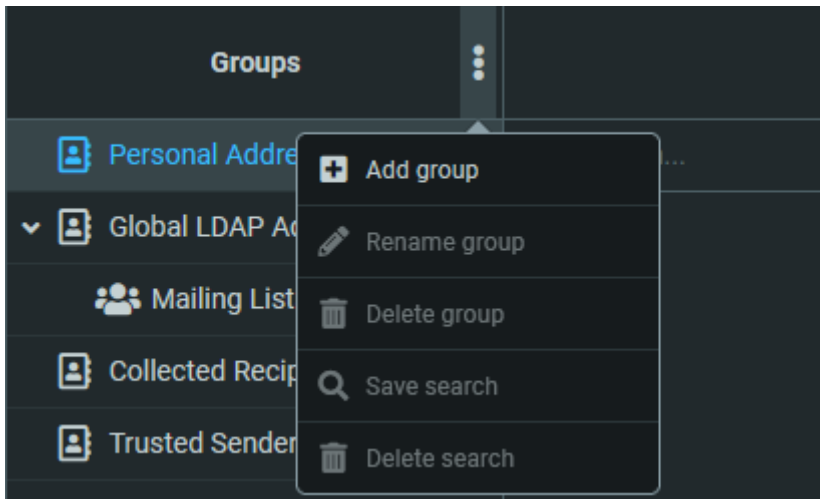 Groups
Personal Addre
Add group
Global LDAP
Rename group
Mailing List
Delete group
Collected Recip
Save search
Trusted Sender
Delete search